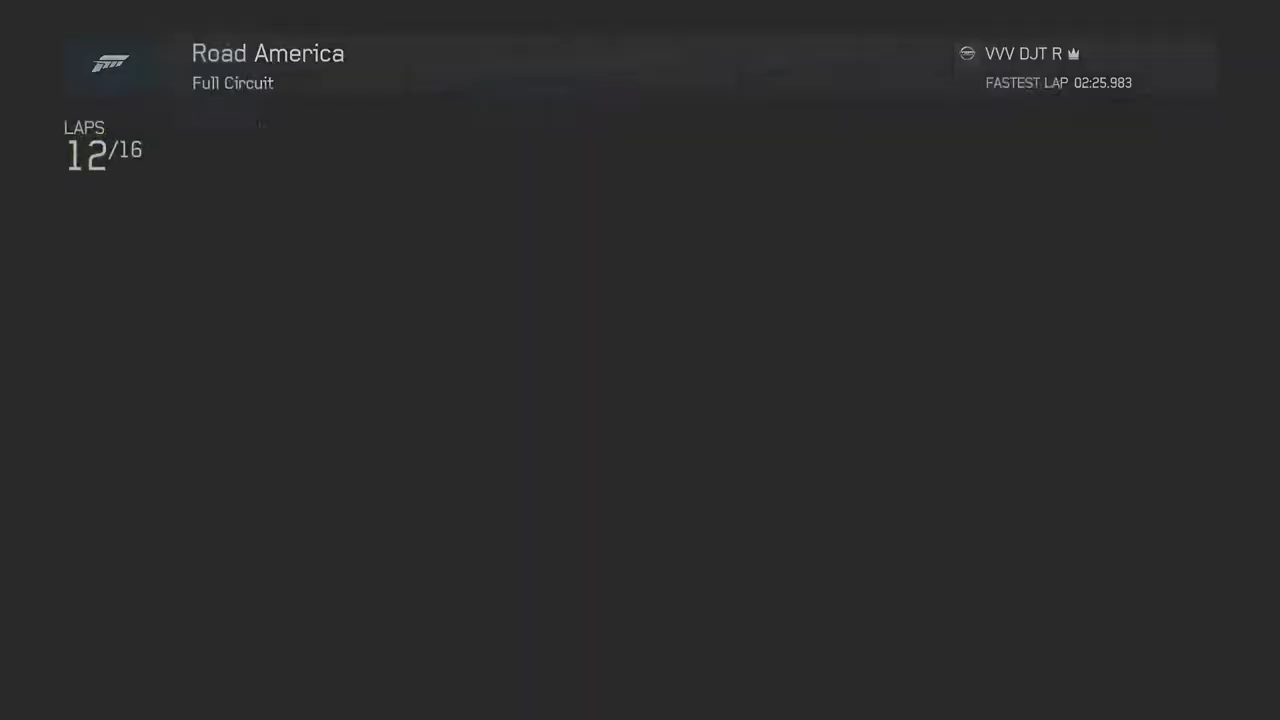 Road America
Full Circuit
VVV DJT R
FASTEST LAP 02:25.983
LAPS
12/16